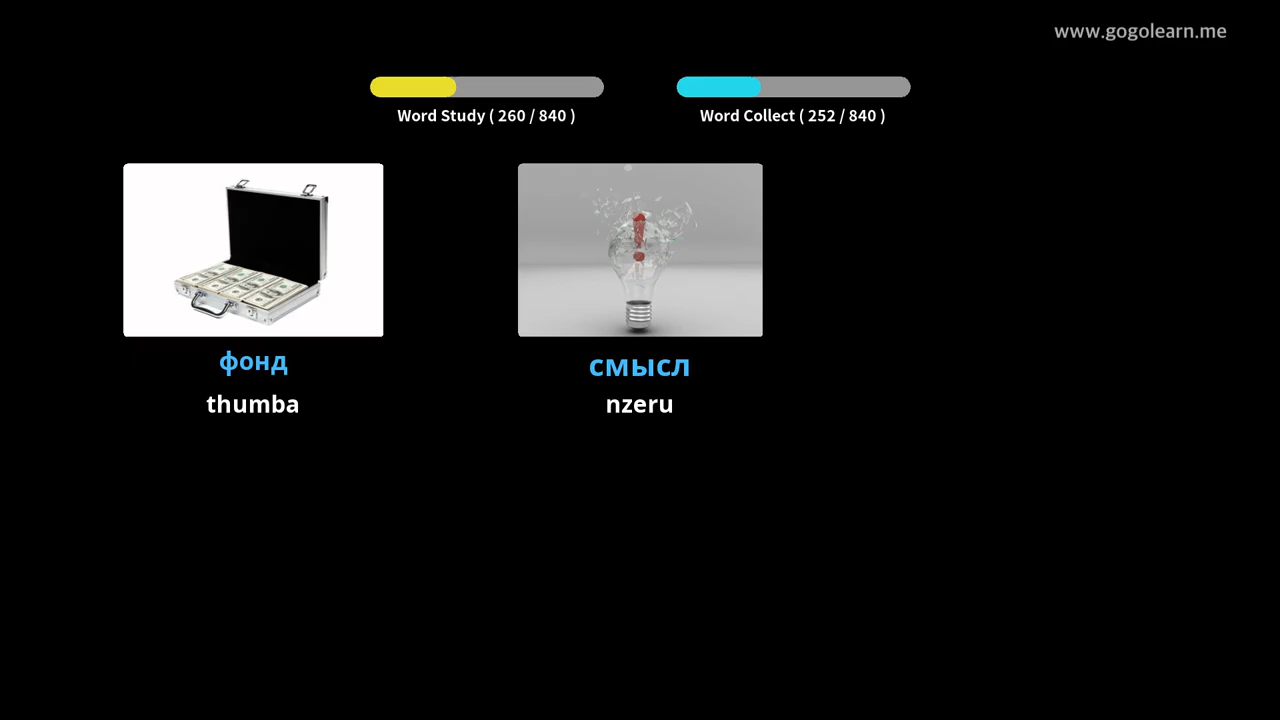 www.gogolearn.me
Word Study ( 260 / 840 )
Word Collect ( 252 / 840 )
фонд
thumba
смысл
nzeru